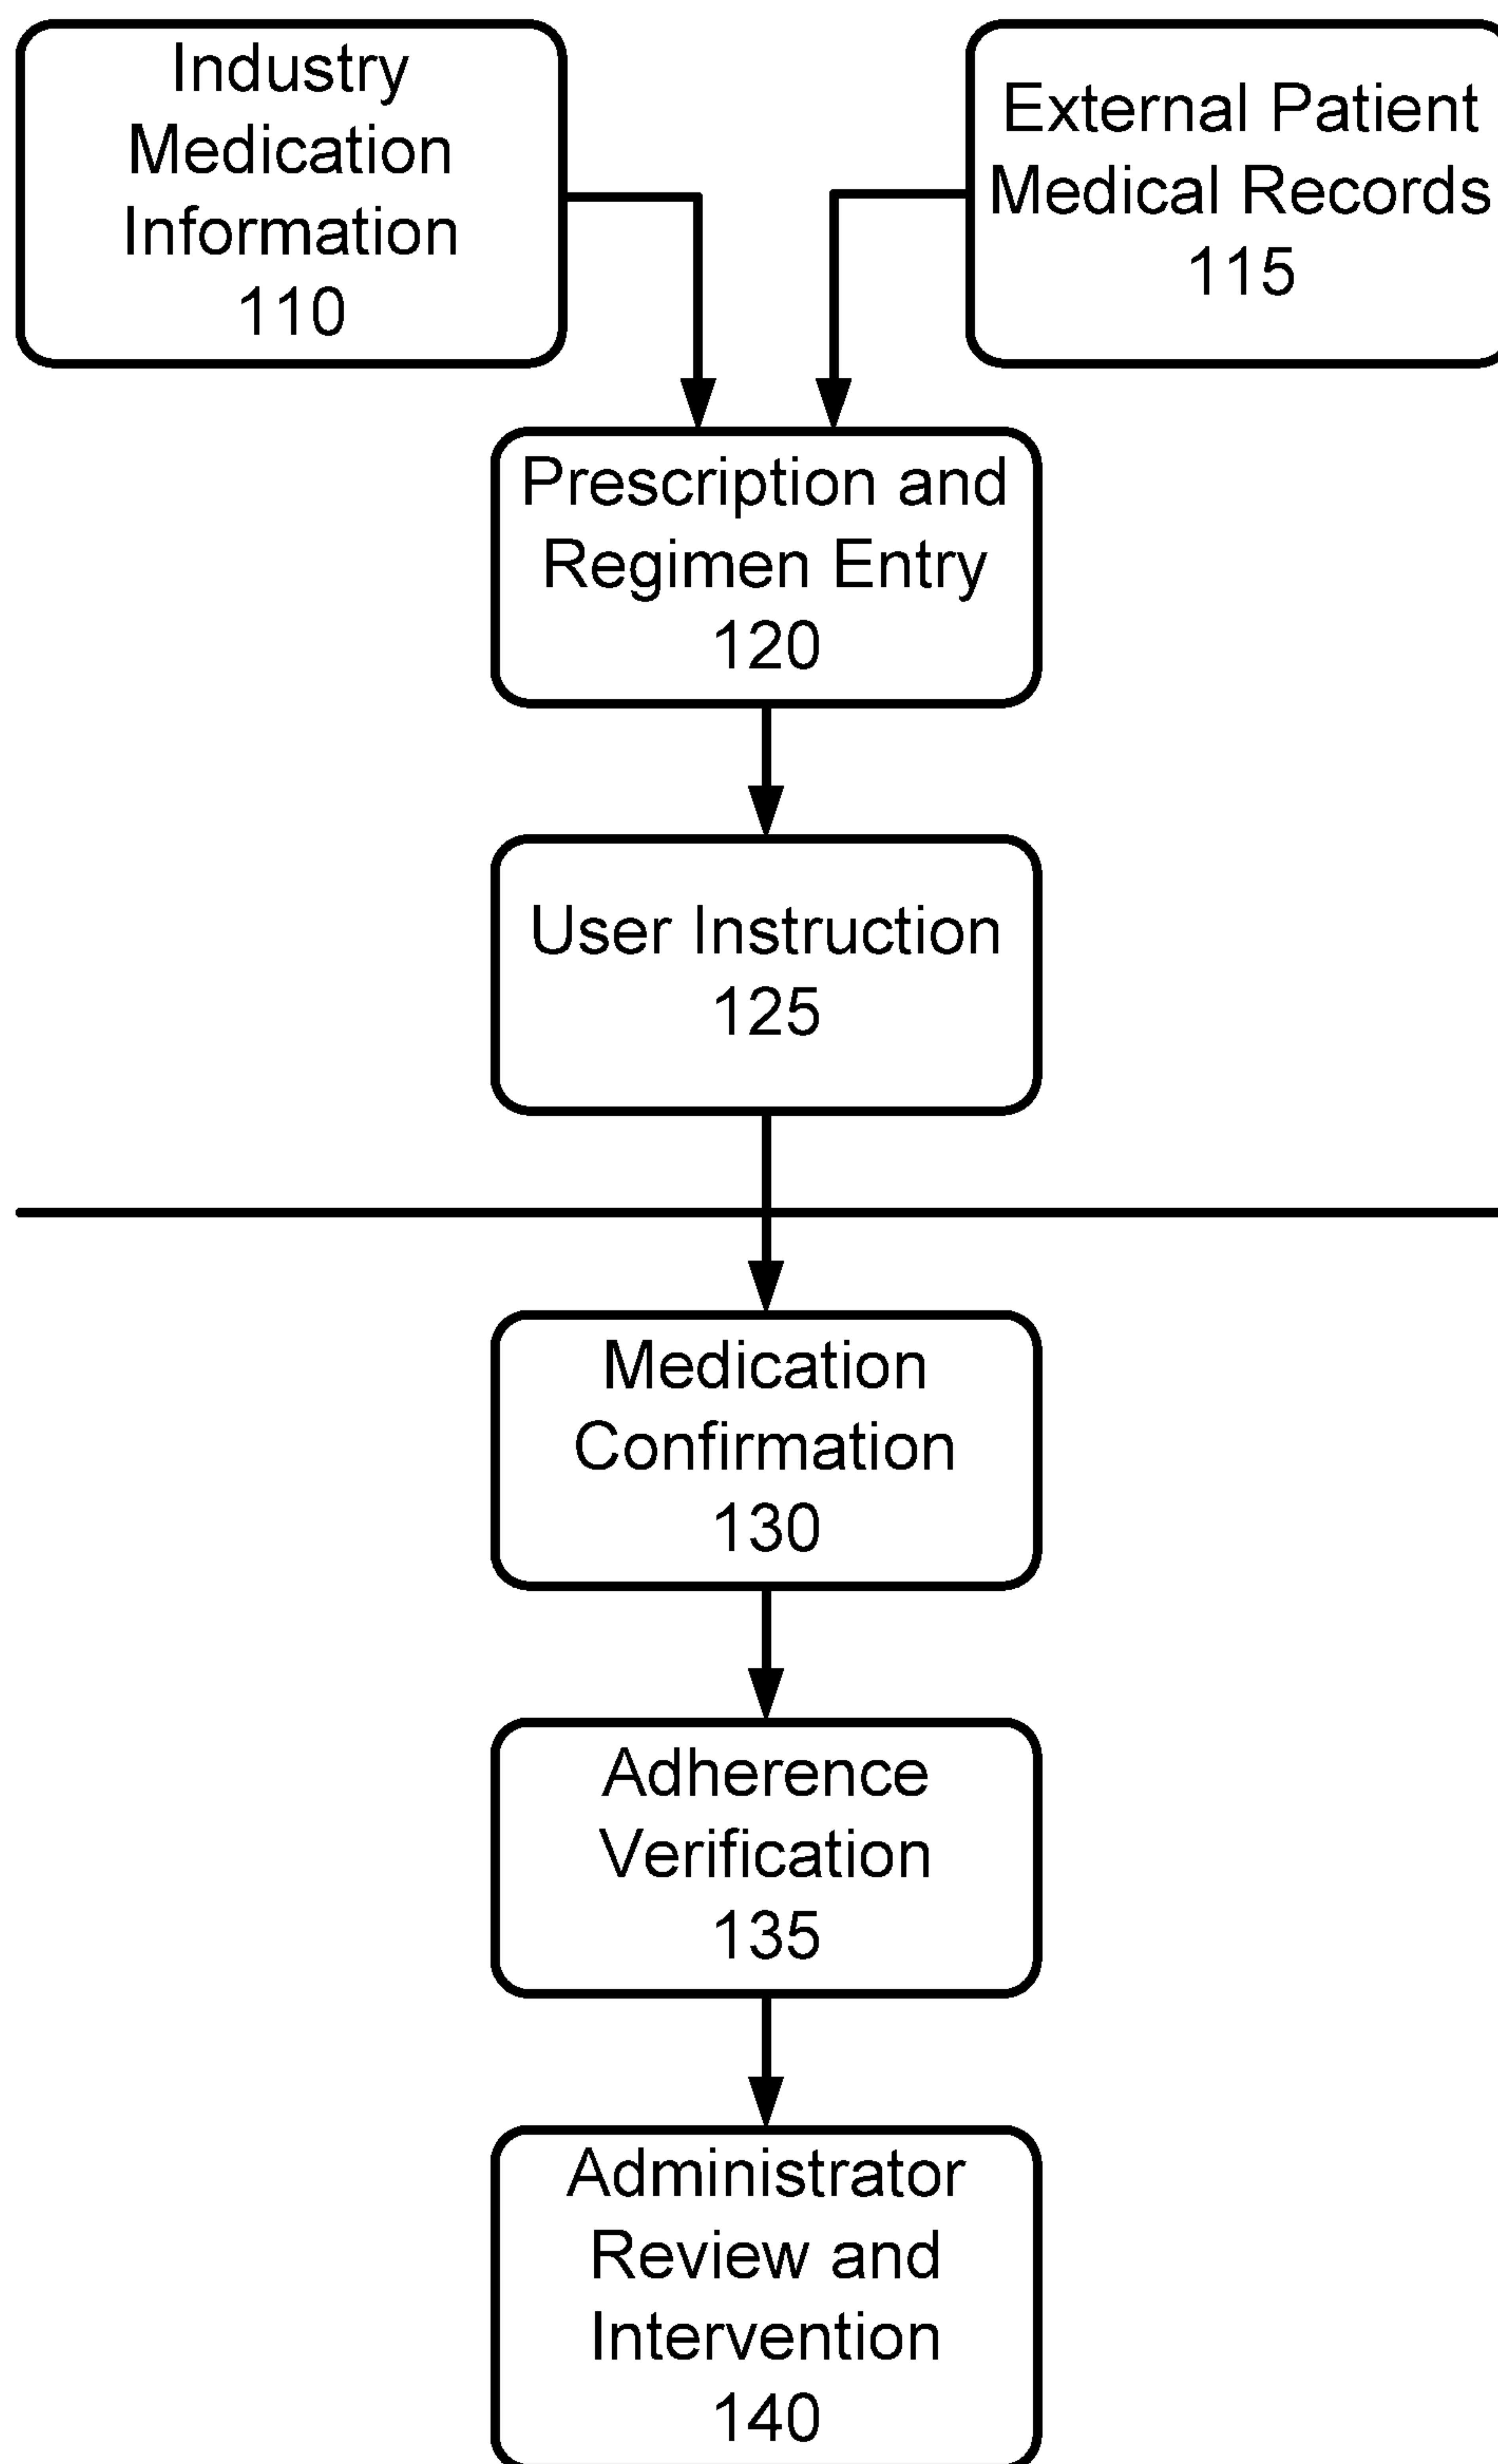 Industry
Medication
Information
110
External Patient
Medical Records
115
Prescription and
Regimen Entry
120
User Instruction
125
Medication
Confirmation
130
Adherence
Verification
135
Administrator
Review and
Intervention
140